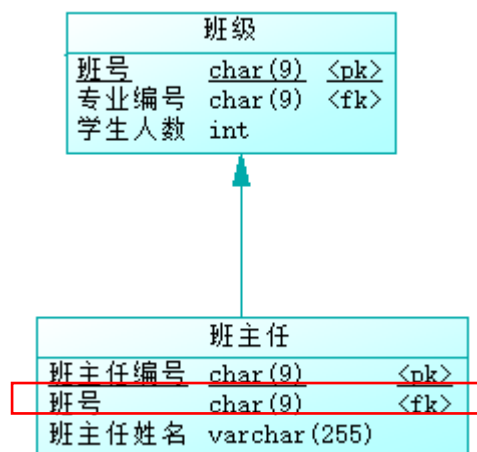 班级
班号 char(9) <pk>
专业编号 char(9) <fk>
学生人数 int
班主任
班主任编号 char(9) <pk>
班号 char(9) <fk>
班主任姓名 varchar(255)